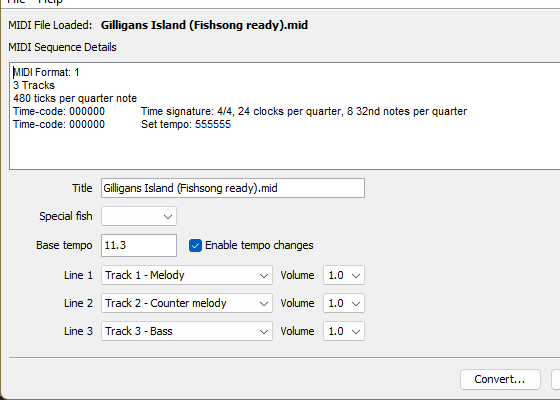 Help
MIDI File Loaded: Gilligans Island (Fishsong ready).mid
MIDI Sequence Details
MIDI Format: 1
3 Tracks
480 ticks per quarter note
Time-code: 000000 Time signature: 4/4, 24 clocks per quarter, 8 32nd notes per quarter
Time-code: 000000 Set tempo: 555555
Title Gilligans Island (Fishsong ready).mid
Special fish
Base tempo 11.3 Enable tempo changes
Line 1 Track 1 - Melody Volume 1.0
Line 2 Track 2 - Counter melody Volume 1.0
Line 3 Track 3 - Bass Volume 1.0
Convert...